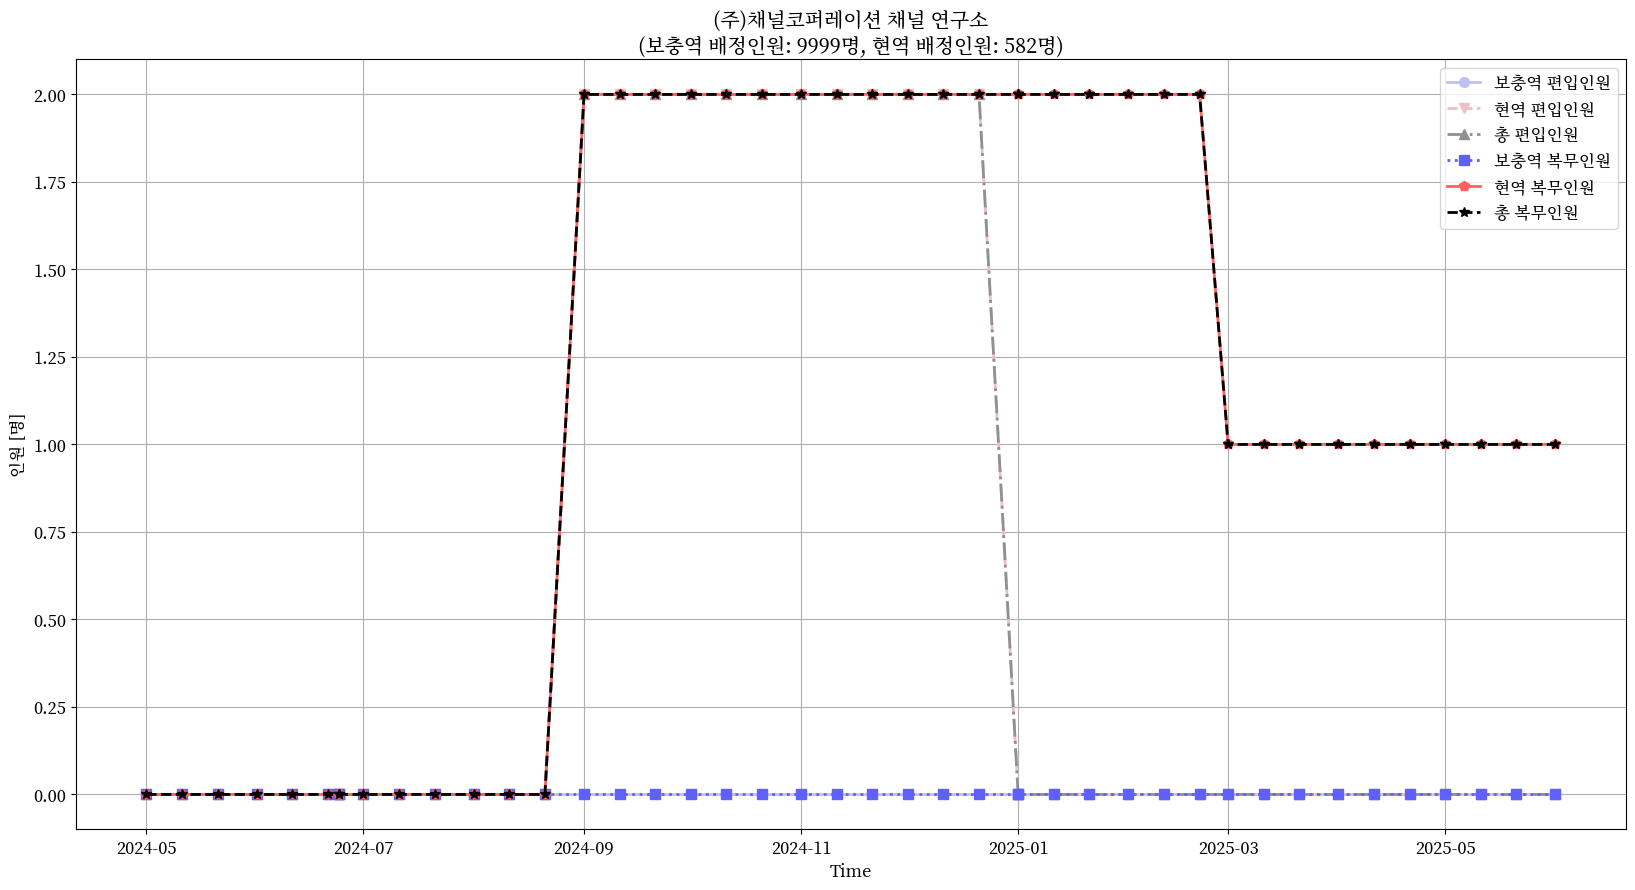 (주)채널코퍼레이션 채널 연구소
(보충역 배정인원: 9999명, 현역 배정인원: 582명)
보충역 편입인원
현역 편입인원
총 편입인원
보충역 복무인원
현역 복무인원
총 복무인원
인원 [명]
2.00
1.75
1.50
1.25
1.00
0.75
0.50
0.25
0.00
2024-05 2024-07 2024-09 2024-11 2025-01 2025-03 2025-05
Time